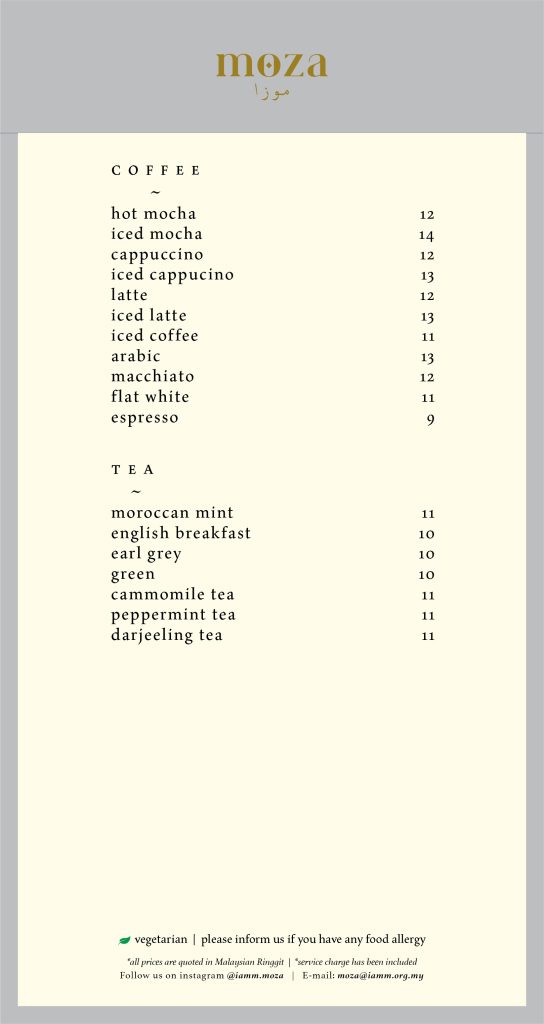 moza
موزا
COFFEE
~
hot mocha 12
iced mocha 14
cappuccino 12
iced cappucino 13
latte 12
iced latte 13
iced coffee 11
arabic 13
macchiato 12
flat white 11
espresso 9
TEA
~
moroccan mint 11
english breakfast 10
earl grey 10
green 10
cammomile tea 11
peppermint tea 11
darjeeling tea 11
vegetarian | please inform us if you have any food allergy
*all prices are quoted in Malaysian Ringgit | *service charge has been included
Follow us on instagram @iamm.moza | E-mail: moza@iamm.org.my